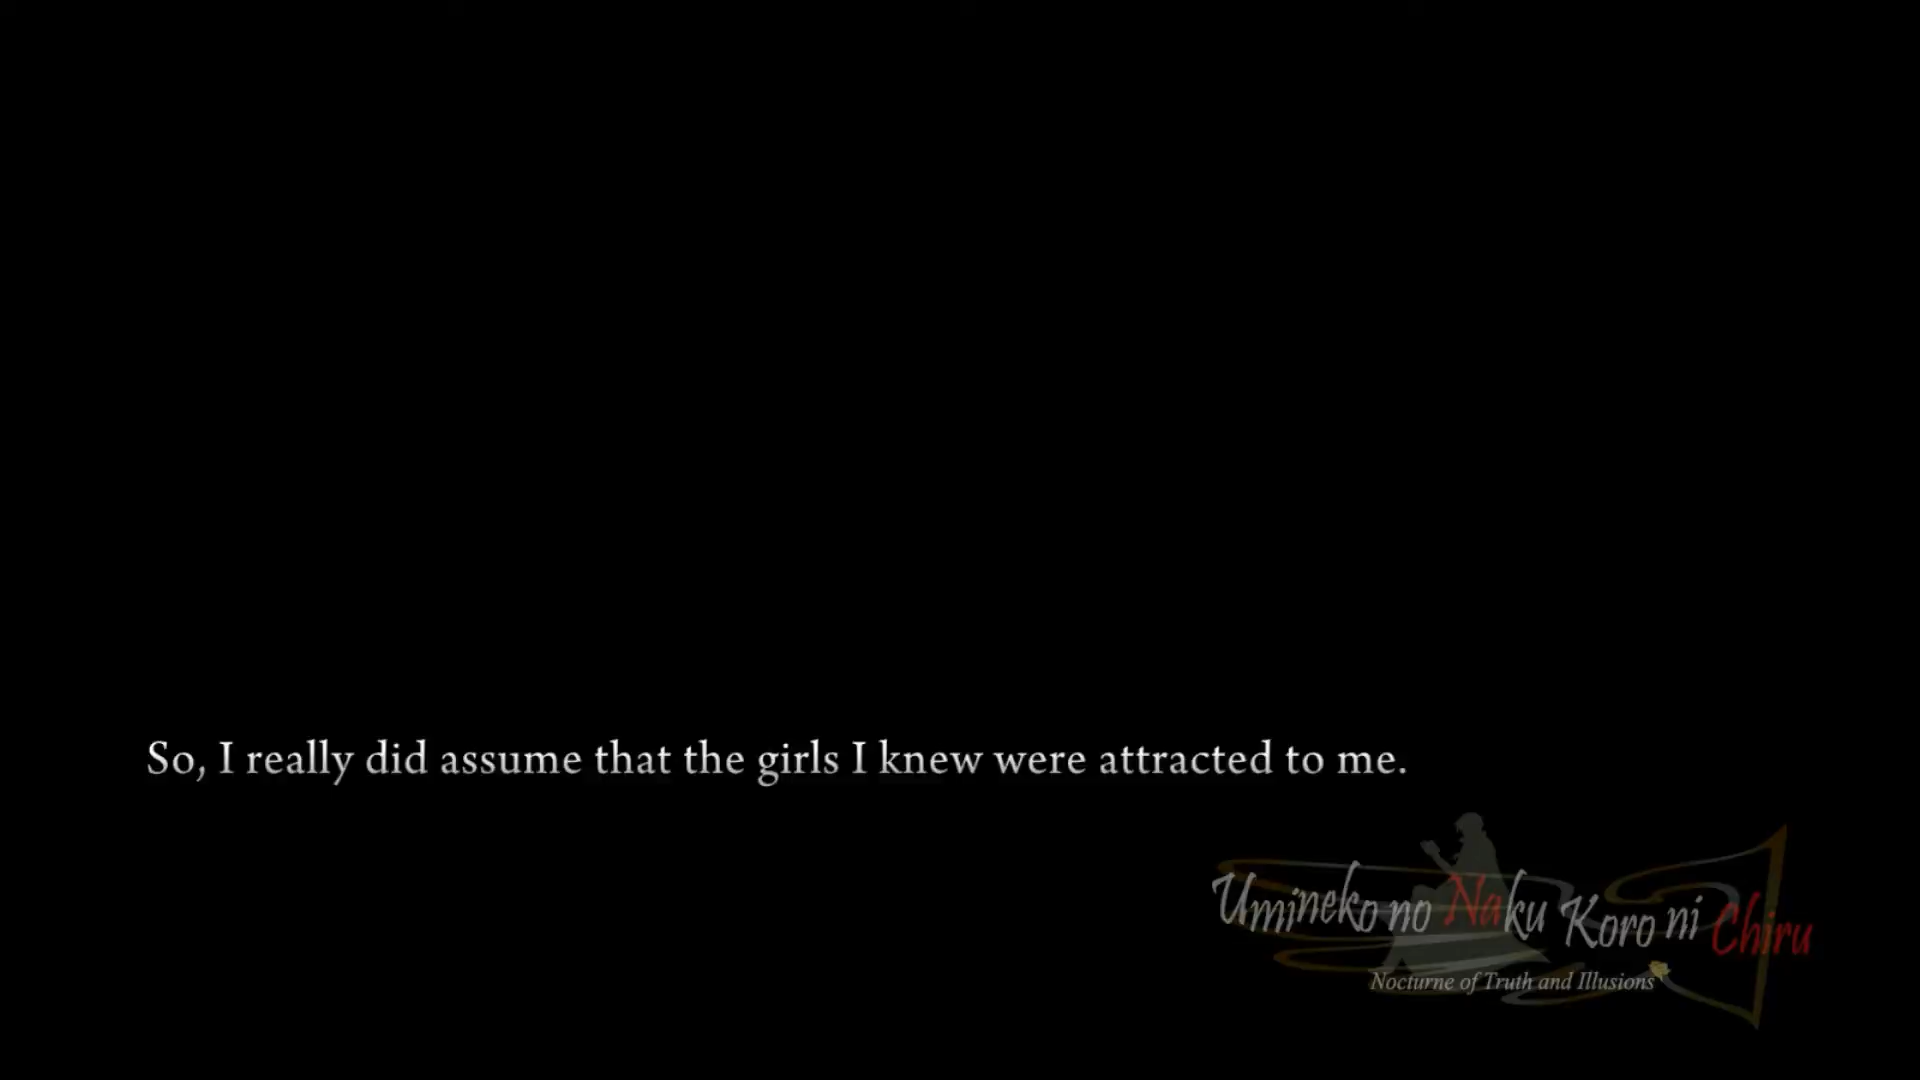 So, I really did assume that the girls I knew were attracted to me.
Umineko no Naku Koro ni Chiru
Nocturne of Truth and Illusions